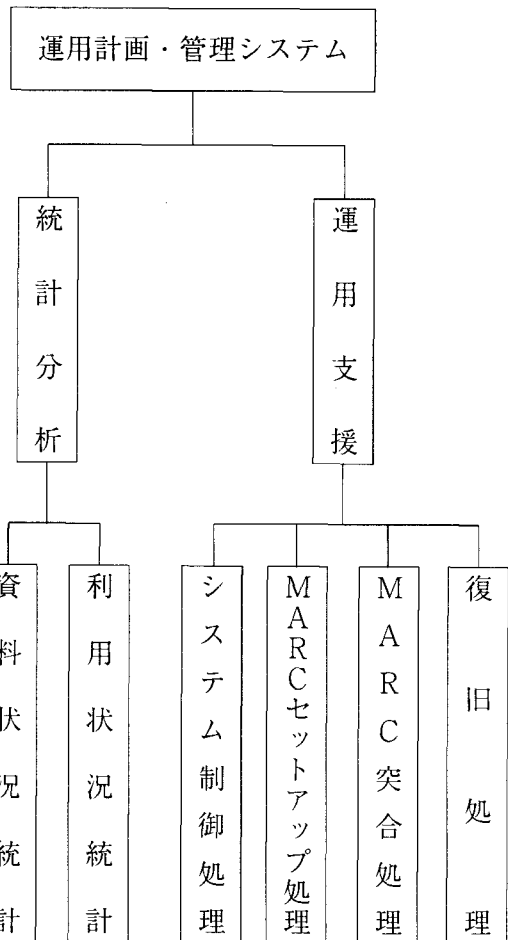 運用計画・管理システム
統計分析
運用支援
資料状況統計
利用状況統計
システム制御処理
MARCセットアップ処理
MARC突合処理
復旧処理